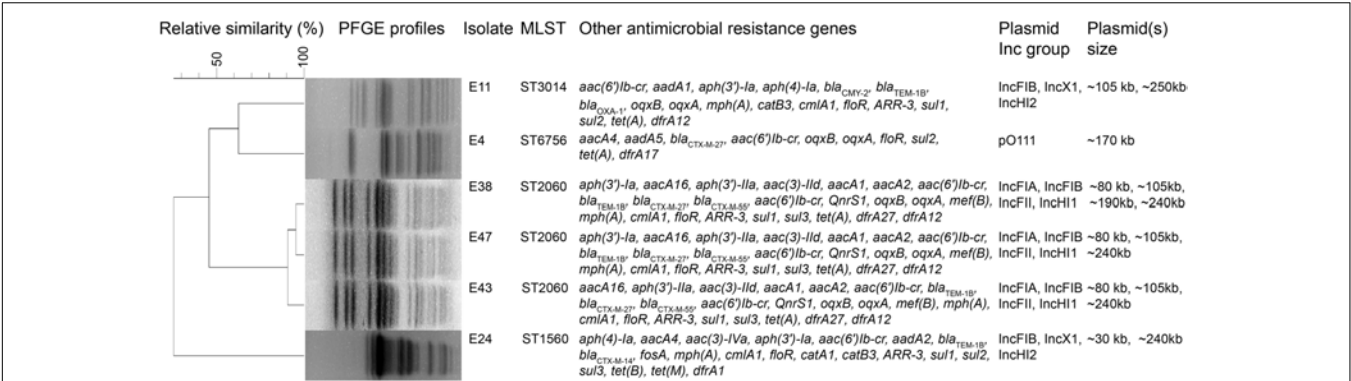 Relative similarity (%) PFGE profiles Isolate MLST Other antimicrobial resistance genes Plasmid Plasmid(s)
Inc group size
50 100
E11 ST3014 aac(6')Ib-cr, aadA1, aph(3')-Ia, aph(4)-Ia, blaCMY-2, blaTEM-1B, IncFIB, IncX1, ~105 kb, ~250kb
blaOXA-1, oqxB, oqxA, mph(A), catB3, cmlA1, floR, ARR-3, sul1, IncHI2
sul2, tet(A), dfrA12
E4 ST6756 aacA4, aadA5, blaCTX-M-27, aac(6')Ib-cr, oqxB, oqxA, floR, sul2, pO111 ~170 kb
tet(A), dfrA17
E38 ST2060 aph(3')-Ia, aacA16, aph(3')-IIa, aac(3)-IId, aacA1, aacA2, aac(6')Ib-cr, IncFIA, IncFIB ~80 kb, ~105kb,
blaTEM-1B, blaCTX-M-27, blaCTX-M-55, aac(6')Ib-cr, QnrS1, oqxB, oqxA, mef(B), IncFII, IncHI1 ~190kb, ~240kb
mph(A), cmlA1, floR, ARR-3, sul1, sul3, tet(A), dfrA27, dfrA12
E47 ST2060 aph(3')-Ia, aacA16, aph(3')-IIa, aac(3)-IId, aacA1, aacA2, aac(6')Ib-cr, IncFIA, IncFIB ~80 kb, ~105kb,
blaTEM-1B, blaCTX-M-27, blaCTX-M-55, aac(6')Ib-cr, QnrS1, oqxB, oqxA, mef(B), IncFII, IncHI1 ~240kb
mph(A), cmlA1, floR, ARR-3, sul1, sul3, tet(A), dfrA27, dfrA12
E43 ST2060 aacA16, aph(3')-IIa, aac(3)-IId, aacA1, aacA2, aac(6')Ib-cr, blaTEM-1B, IncFIA, IncFIB ~80 kb, ~105kb,
blaCTX-M-27, blaCTX-M-55, aac(6')Ib-cr, QnrS1, oqxB, oqxA, mef(B), mph(A), IncFII, IncHI1 ~240kb
cmlA1, floR, ARR-3, sul1, sul3, tet(A), dfrA27, dfrA12
E24 ST1560 aph(4)-Ia, aacA4, aac(3)-IVa, aph(3')-Ia, aac(6')Ib-cr, aadA2, blaTEM-1B, IncFIB, IncX1, ~30 kb, ~240kb
blaCTX-M-14, fosA, mph(A), cmlA1, floR, catA1, catB3, ARR-3, sul1, sul2, IncHI2
sul3, tet(B), tet(M), dfrA1